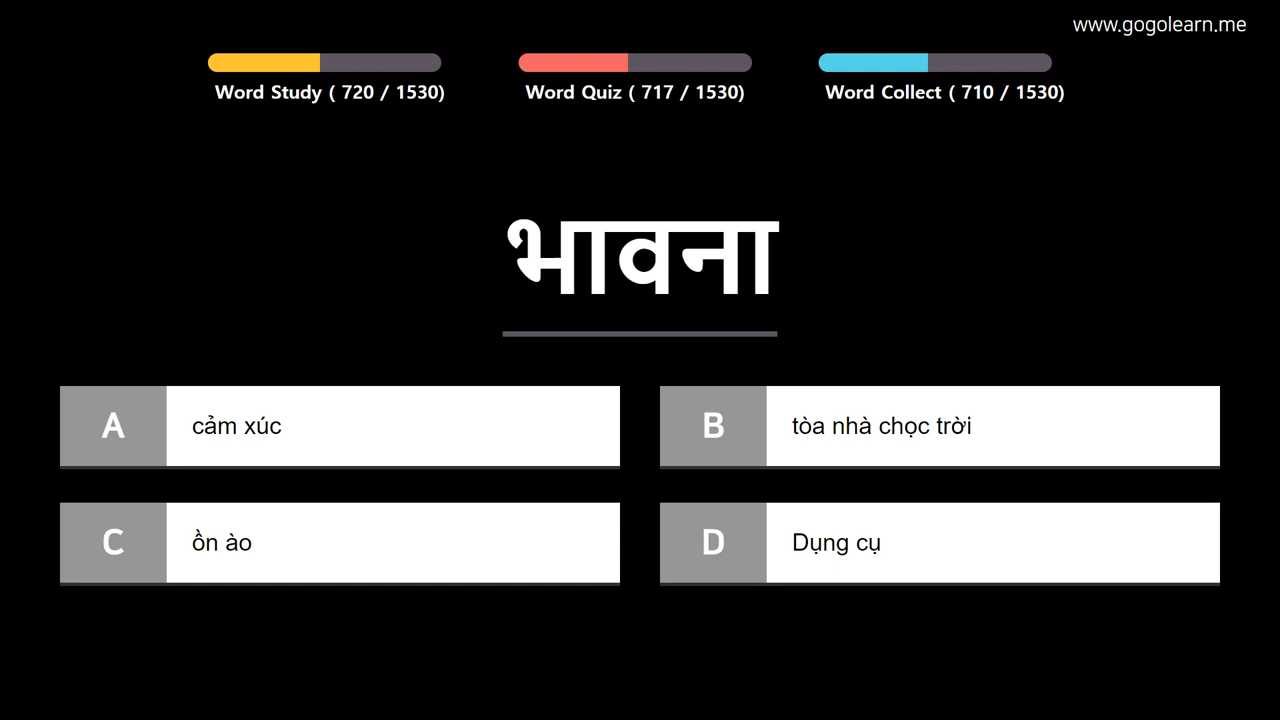 www.gogolearn.me
Word Study ( 720 / 1530)
Word Quiz ( 717 / 1530)
Word Collect ( 710 / 1530)
भावना
A cảm xúc
B tòa nhà chọc trời
C ồn ào
D Dụng cụ